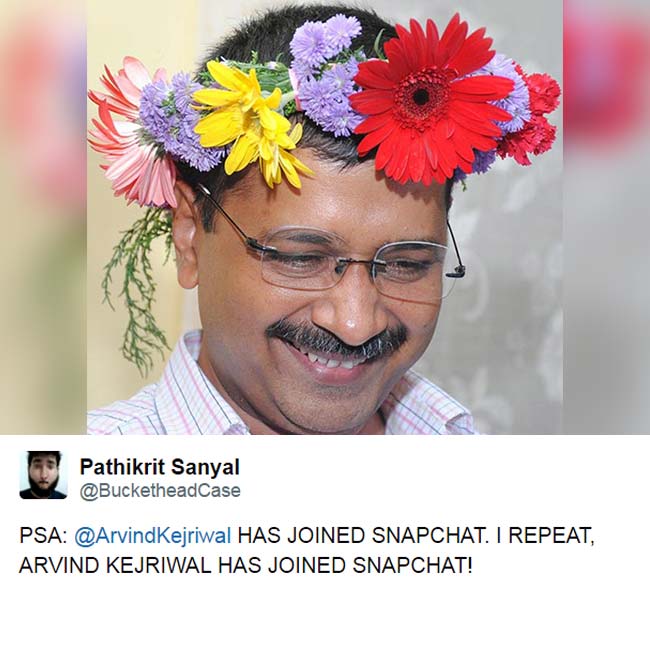 Pathikrit Sanyal
@BucketheadCase
PSA: @ArvindKejriwal HAS JOINED SNAPCHAT. I REPEAT,
ARVIND KEJRIWAL HAS JOINED SNAPCHAT!